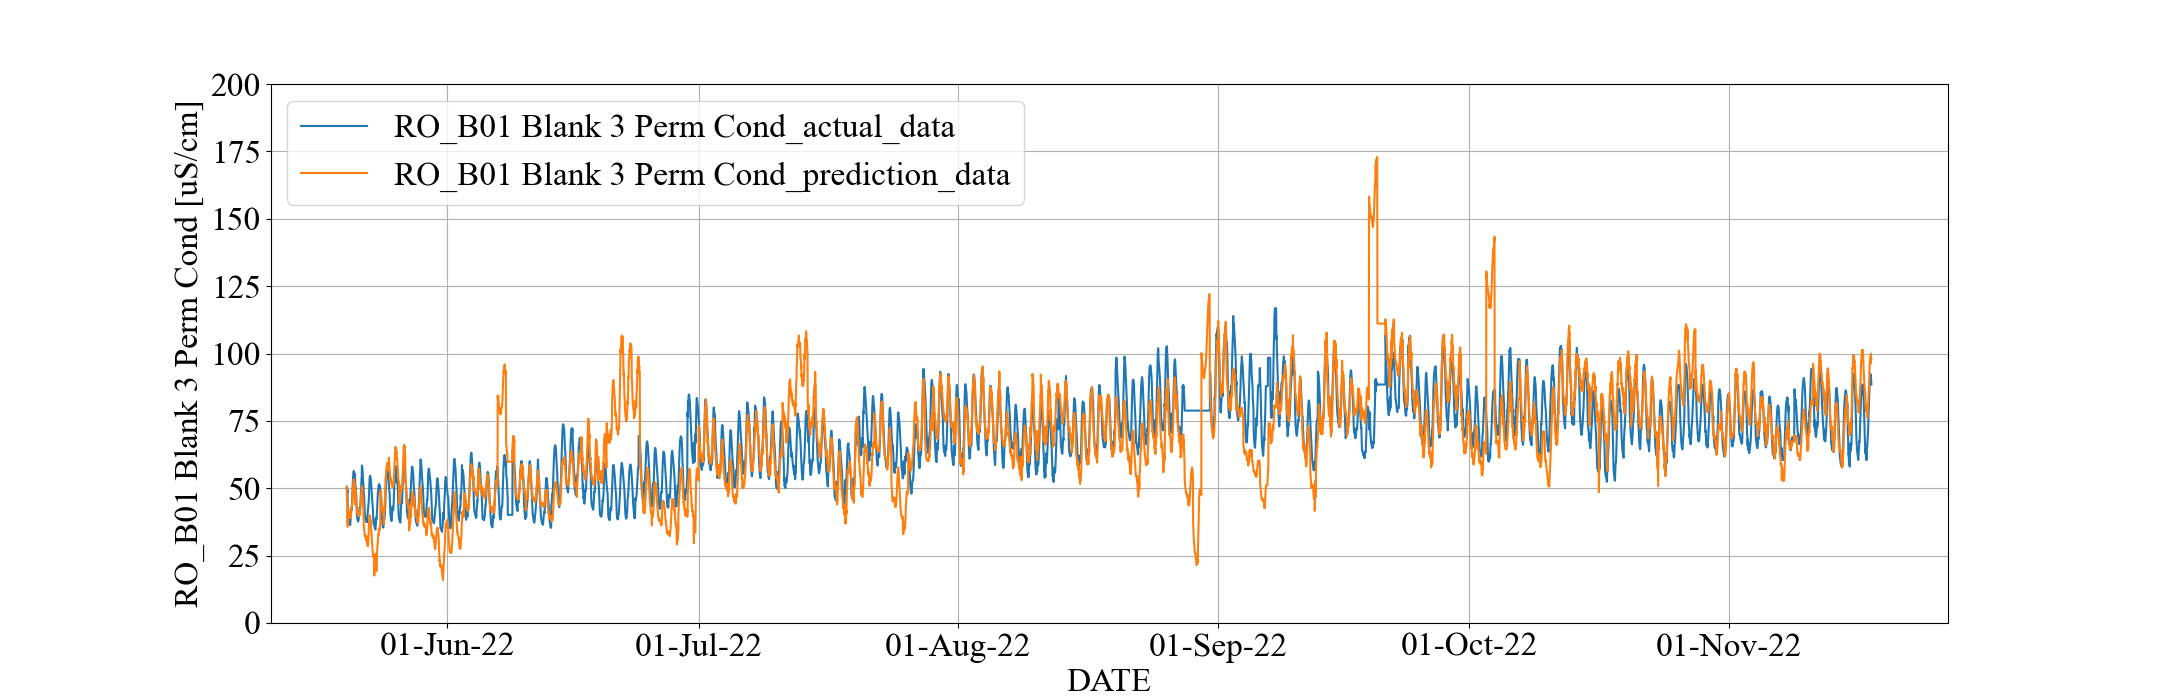 RO_B01 Blank 3 Perm Cond [uS/cm]
200
175
150
125
100
75
50
25
0
RO_B01 Blank 3 Perm Cond_actual_data
RO_B01 Blank 3 Perm Cond_prediction_data
01-Jun-22
01-Jul-22
01-Aug-22
01-Sep-22
01-Oct-22
01-Nov-22
DATE